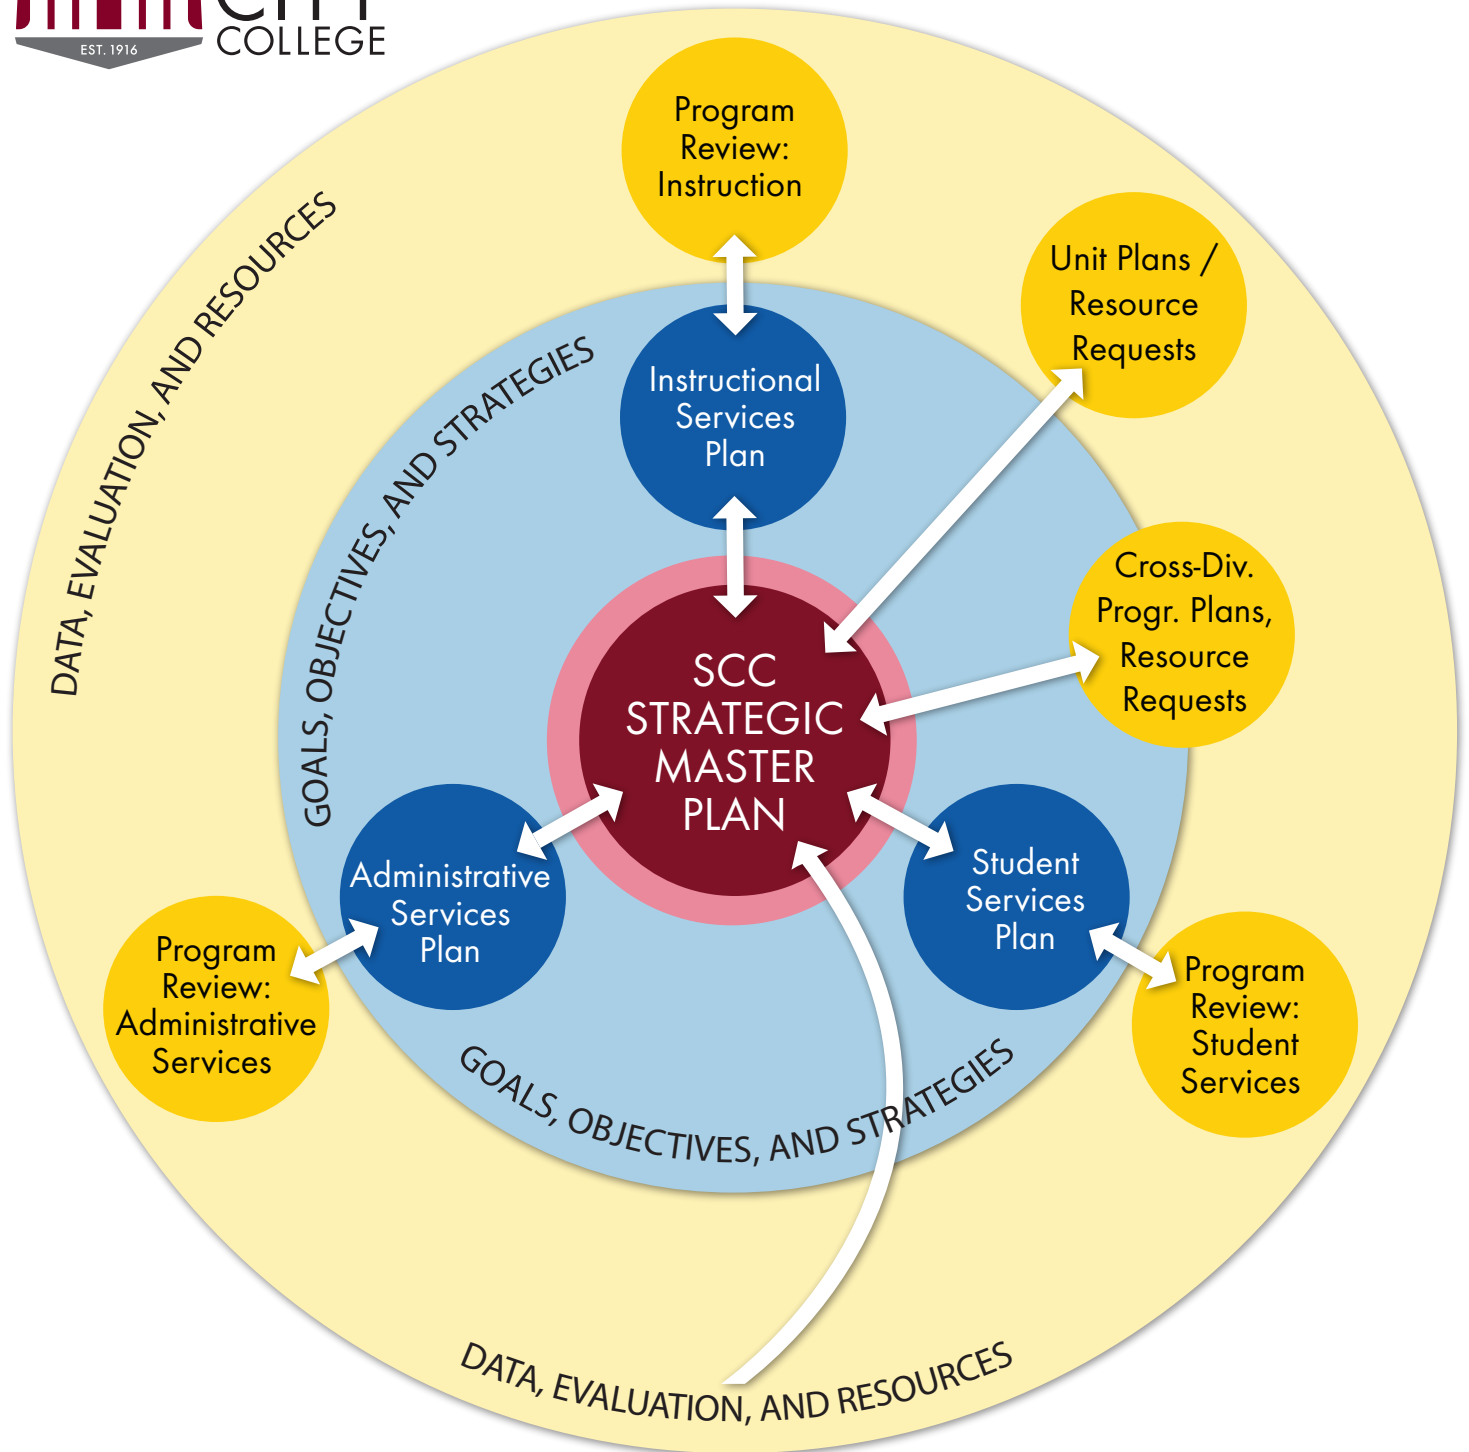 CITY
COLLEGE
EST. 1916
Program
Review:
Instruction
Unit Plans /
Resource
Requests
DATA, EVALUATION, AND RESOURCES
GOALS, OBJECTIVES, AND STRATEGIES
Instructional
Services
Plan
Cross-Div.
Progr. Plans,
Resource
Requests
SCC
STRATEGIC
MASTER
PLAN
Administrative
Services
Plan
Student
Services
Plan
Program
Review:
Administrative
Services
Program
Review:
Student
Services
GOALS, OBJECTIVES, AND STRATEGIES
DATA, EVALUATION, AND RESOURCES